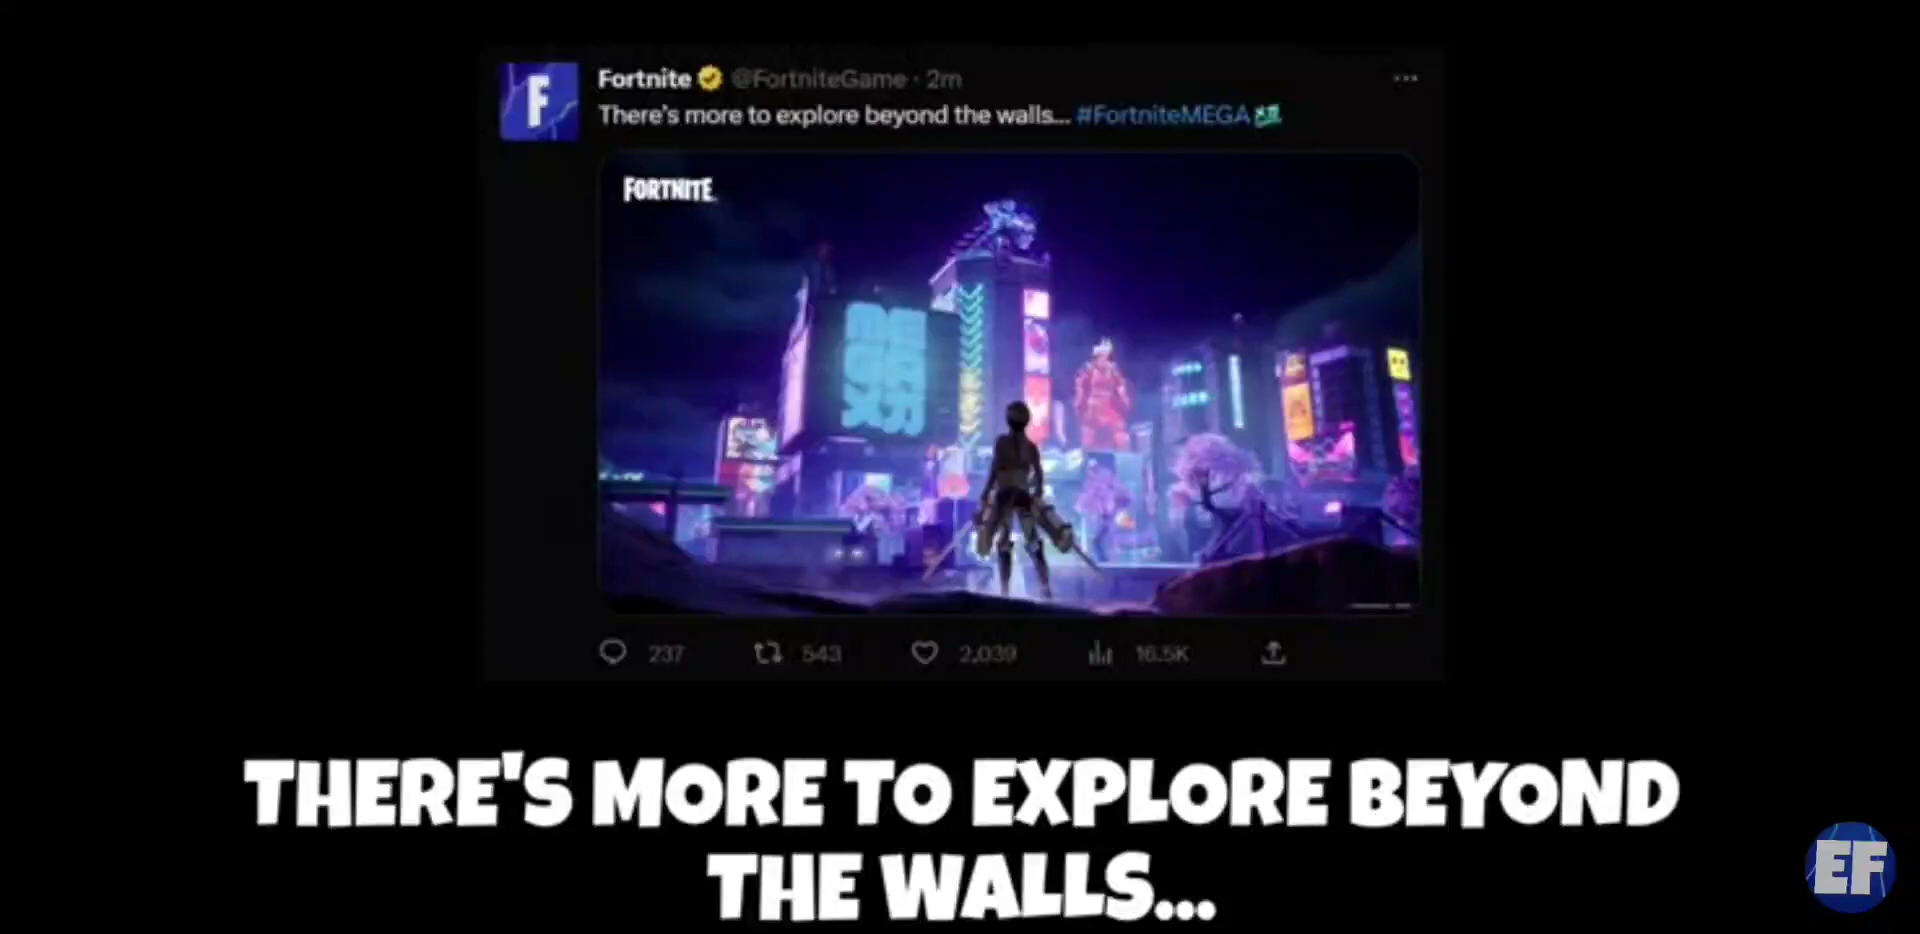 Fortnite @FortniteGame · 2m
There's more to explore beyond the walls... #FortniteMEGA
FORTNITE
MEGA
237 543 2,039 16.5K
THERE'S MORE TO EXPLORE BEYOND
THE WALLS...
EF